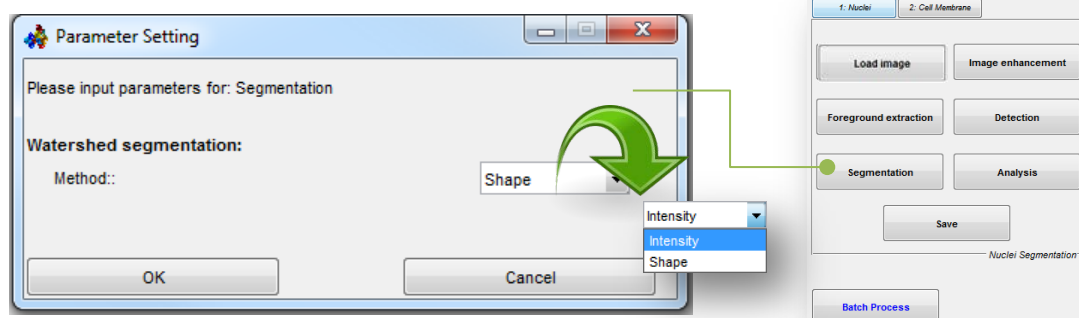 Parameter Setting
Please input parameters for: Segmentation
Watershed segmentation:
Method::
Shape
Intensity
Intensity
Shape
OK
Cancel
1: Nuclei
2: Cell Membrane
Load image
Image enhancement
Foreground extraction
Detection
Segmentation
Analysis
Save
Nuclei Segmentation
Batch Process